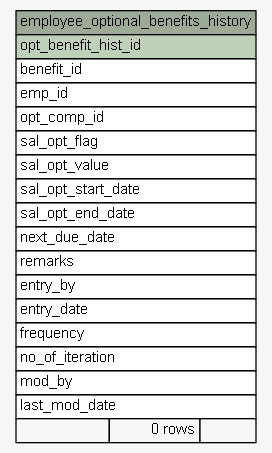 employee_optional_benefits_history
opt_benefit_hist_id
benefit_id
emp_id
opt_comp_id
sal_opt_flag
sal_opt_value
sal_opt_start_date
sal_opt_end_date
next_due_date
remarks
entry_by
entry_date
frequency
no_of_iteration
mod_by
last_mod_date
0 rows